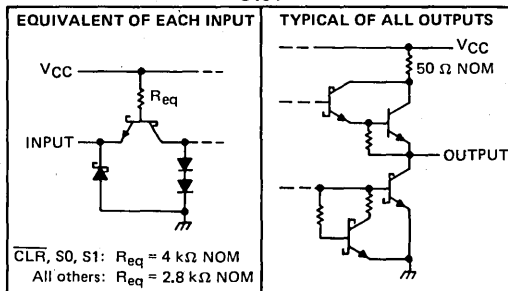 EQUIVALENT OF EACH INPUT
VCC
Req
INPUT
CLR, S0, S1: Req = 4 kΩ NOM
All others: Req = 2.8 kΩ NOM
TYPICAL OF ALL OUTPUTS
VCC
50 Ω NOM
OUTPUT